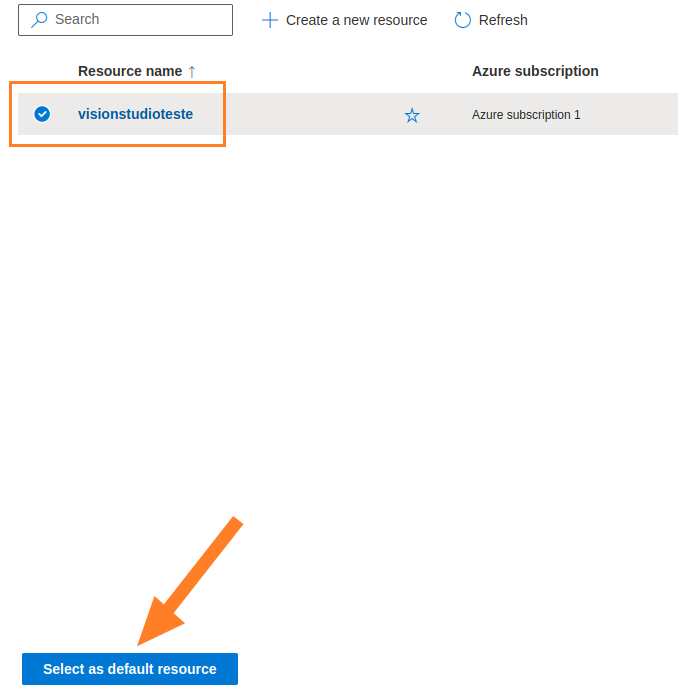 Search Create a new resource Refresh
Resource name ↑ Azure subscription
visionstudioteste Azure subscription 1
Select as default resource